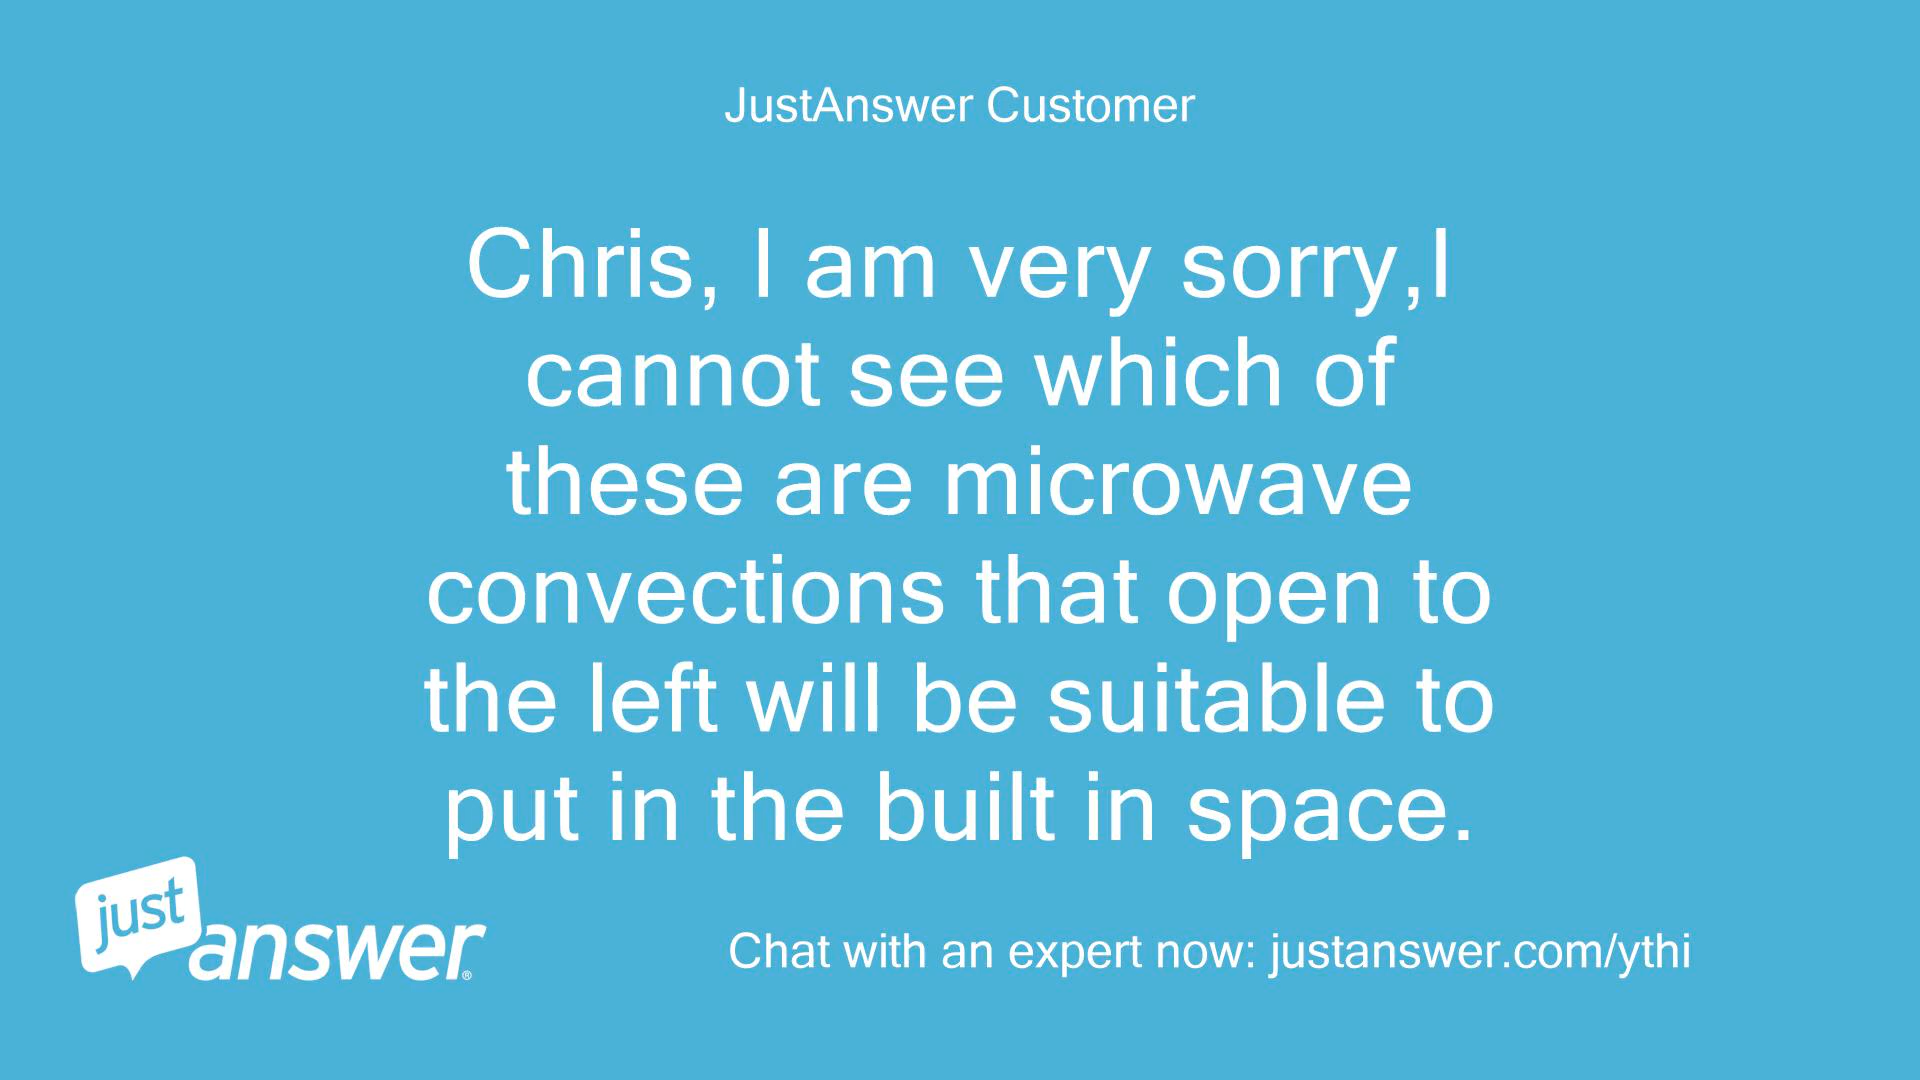 JustAnswer Customer
Chris, I am very sorry,I
cannot see which of
these are microwave
convections that open to
the left will be suitable to
put in the built in space.
just
answer®
Chat with an expert now: justanswer.com/ythi